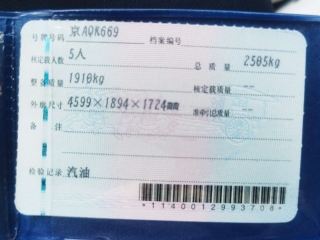 号牌号码 京AQK669 档案编号
核定载人数 5人 总质量 2505kg
整备质量 1910kg 核定载质量 --
外廓尺寸 4599×1894×1724mm 准牵引总质量 --
备注
检验记录 汽油
*1140012993708*